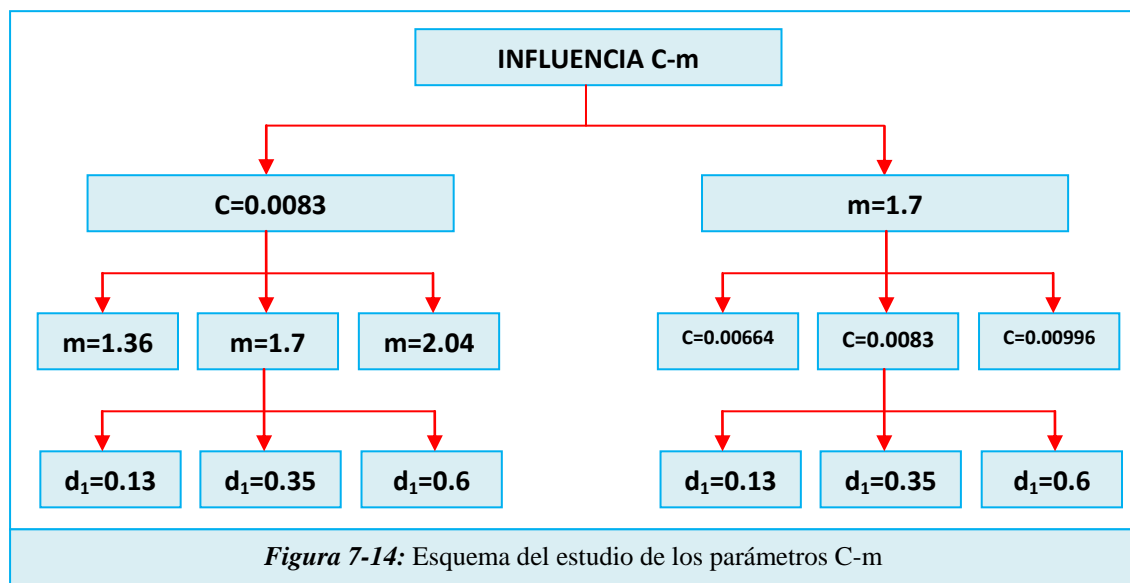 INFLUENCIA C-m
C=0.0083
m=1.7
m=1.36
m=1.7
m=2.04
C=0.00664
C=0.0083
C=0.00996
d₁=0.13
d₁=0.35
d₁=0.6
d₁=0.13
d₁=0.35
d₁=0.6
Figura 7-14: Esquema del estudio de los parámetros C-m